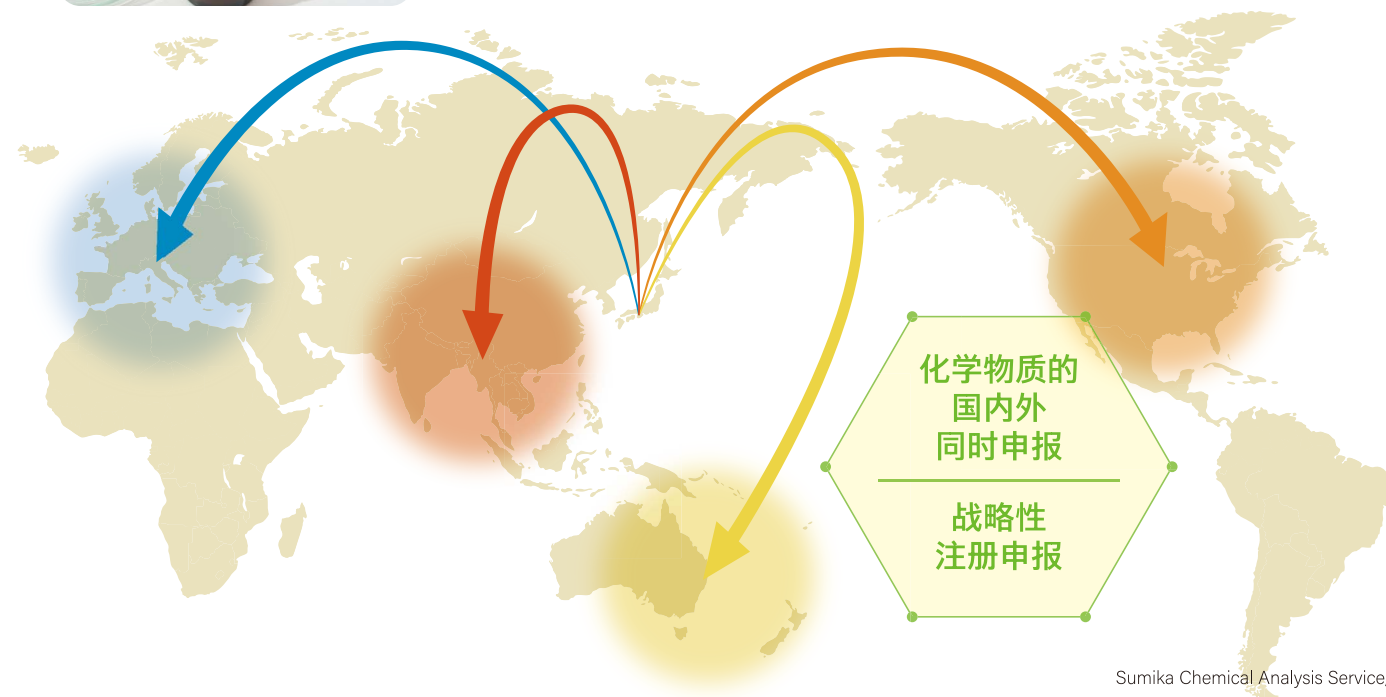 化学物质的
国内外
同时申报
战略性
注册申报
Sumika Chemical Analysis Service,